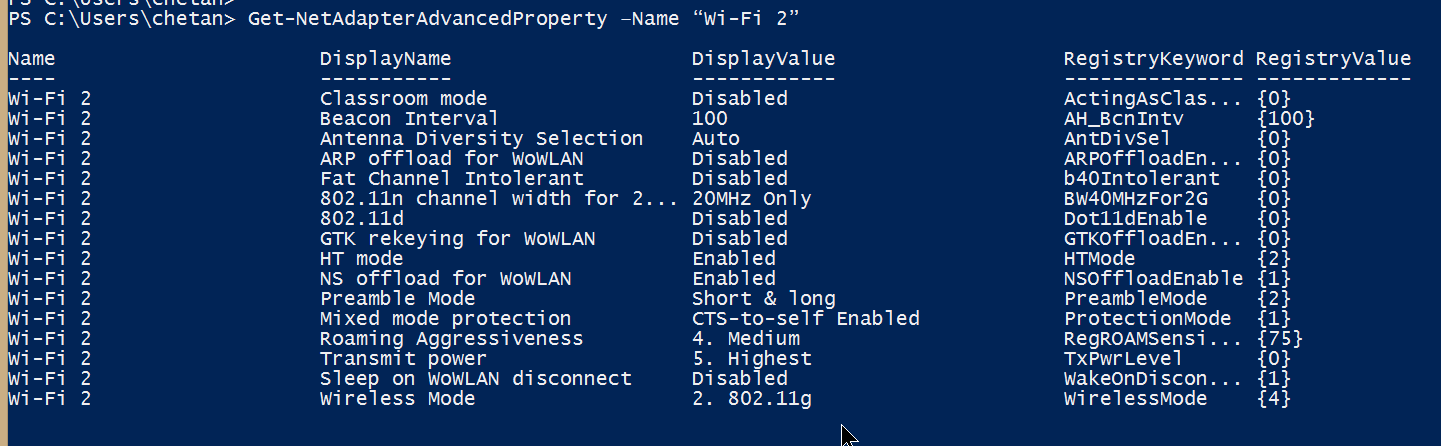 PS C:\Users\chetan>
PS C:\Users\chetan> Get-NetAdapterAdvancedProperty –Name “Wi-Fi 2”
Name DisplayName DisplayValue RegistryKeyword RegistryValue
---- ----------- ------------ --------------- -------------
Wi-Fi 2 Classroom mode Disabled ActingAsClas... {0}
Wi-Fi 2 Beacon Interval 100 AH_BcnIntv {100}
Wi-Fi 2 Antenna Diversity Selection Auto AntDivSel {0}
Wi-Fi 2 ARP offload for WoWLAN Disabled ARPOffloadEn... {0}
Wi-Fi 2 Fat Channel Intolerant Disabled b40Intolerant {0}
Wi-Fi 2 802.11n channel width for 2... 20MHz Only BW40MHzFor2G {0}
Wi-Fi 2 802.11d Disabled Dot11dEnable {0}
Wi-Fi 2 GTK rekeying for WoWLAN Disabled GTKOffloadEn... {0}
Wi-Fi 2 HT mode Enabled HTMode {2}
Wi-Fi 2 NS offload for WoWLAN Enabled NSOffloadEnable {1}
Wi-Fi 2 Preamble Mode Short & long PreambleMode {2}
Wi-Fi 2 Mixed mode protection CTS-to-self Enabled ProtectionMode {1}
Wi-Fi 2 Roaming Aggressiveness 4. Medium RegROAMSensi... {75}
Wi-Fi 2 Transmit power 5. Highest TxPwrLevel {0}
Wi-Fi 2 Sleep on WoWLAN disconnect Disabled WakeOnDiscon... {1}
Wi-Fi 2 Wireless Mode 2. 802.11g WirelessMode {4}